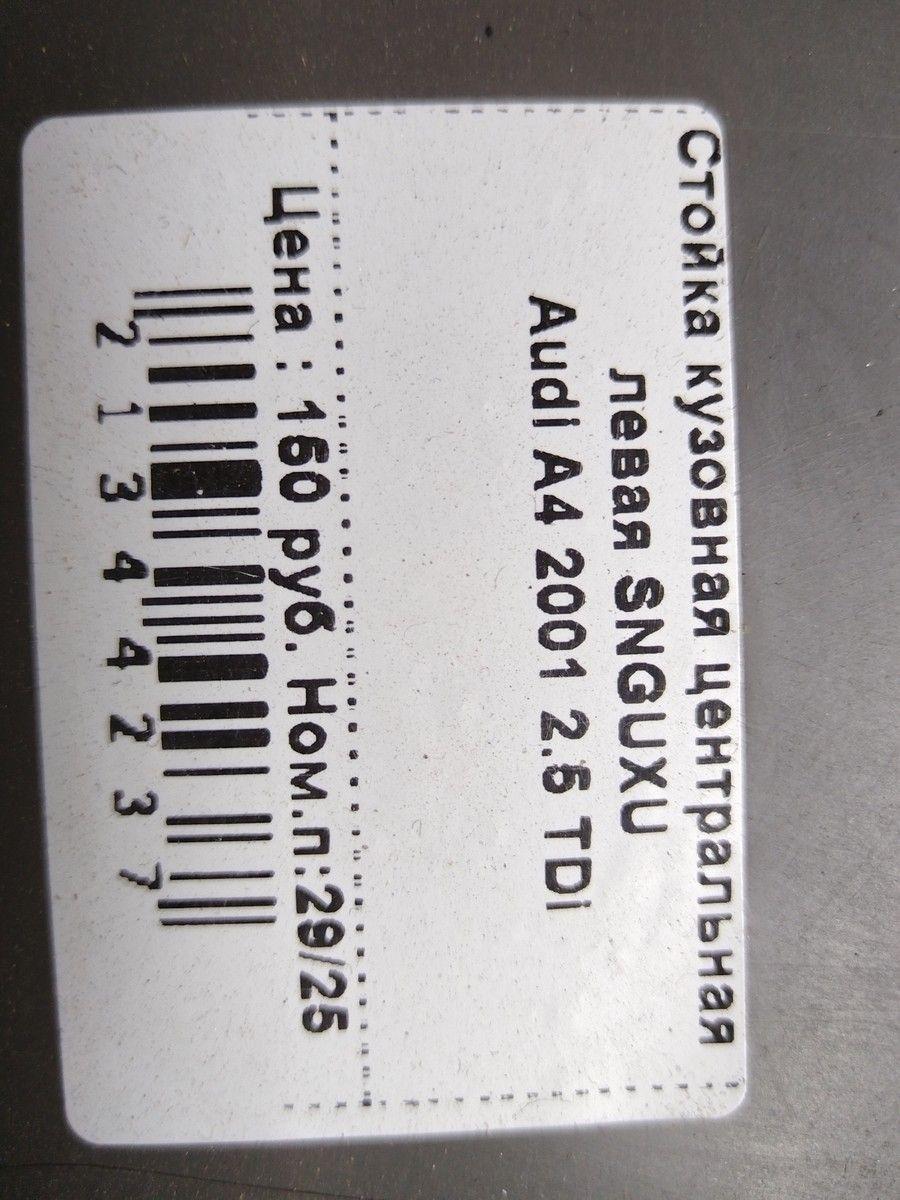 Стойка кузовная центральная
левая SNGUXU
Audi A4 2001 2.5 TDi
Цена : 150 руб. Ном.п:29/25
2 1 3 4 4 2 3 7